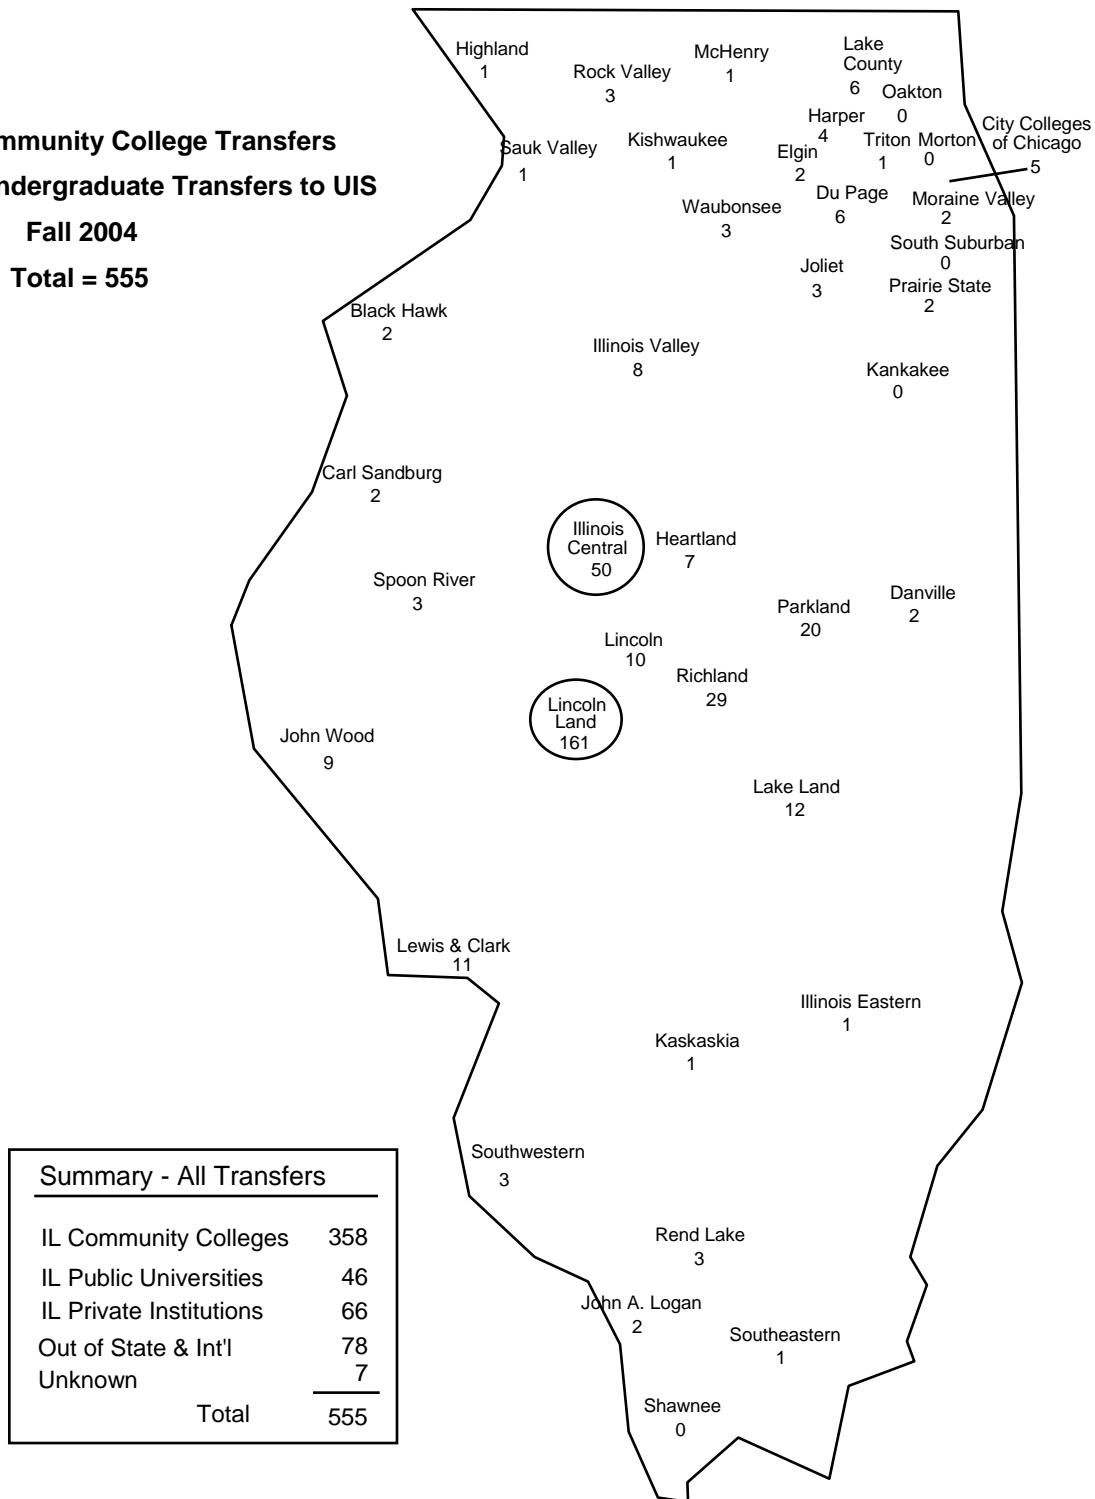 mmunity College Transfers
ndergraduate Transfers to UIS
Fall 2004
Total = 555
Highland
1
Rock Valley
3
McHenry
1
Lake
County
6
Oakton
0
Harper
4
City Colleges
of Chicago
5
Sauk Valley
1
Kishwaukee
1
Elgin
2
Triton
1
Morton
0
Waubonsee
3
Du Page
6
Moraine Valley
2
South Suburban
0
Joliet
3
Prairie State
2
Black Hawk
2
Illinois Valley
8
Kankakee
0
Carl Sandburg
2
Illinois
Central
50
Heartland
7
Spoon River
3
Parkland
20
Danville
2
Lincoln
10
Richland
29
Lincoln
Land
161
John Wood
9
Lake Land
12
Lewis & Clark
11
Illinois Eastern
1
Kaskaskia
1
Southwestern
3
Rend Lake
3
John A. Logan
2
Southeastern
1
Shawnee
0
Summary - All Transfers
IL Community Colleges 358
IL Public Universities 46
IL Private Institutions 66
Out of State & Int'l 78
Unknown 7
Total 555